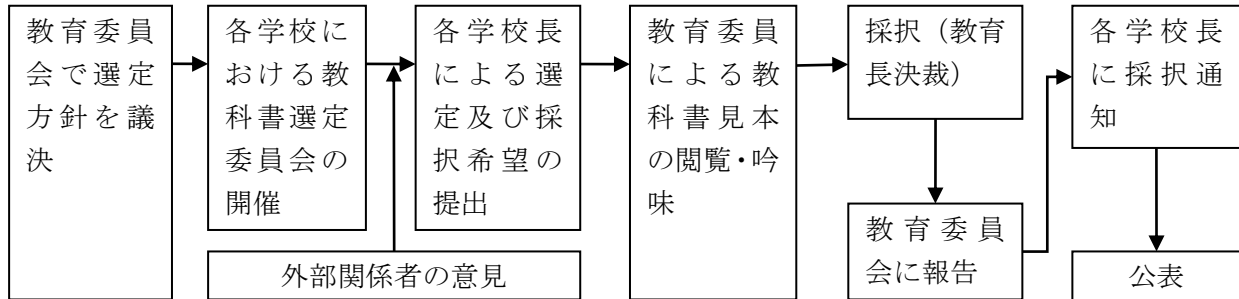 教育委員
会で選定
方針を議
決
各学校に
おける教
科書選定
委員会の
開催
各学校長
による選
定及び採
択希望の
提出
外部関係者の意見
教育委員
による教
科書見本
の閲覧・吟
味
採択（教育
長決裁）
教育委員
会に報告
各学校長
に採択通
知
公表